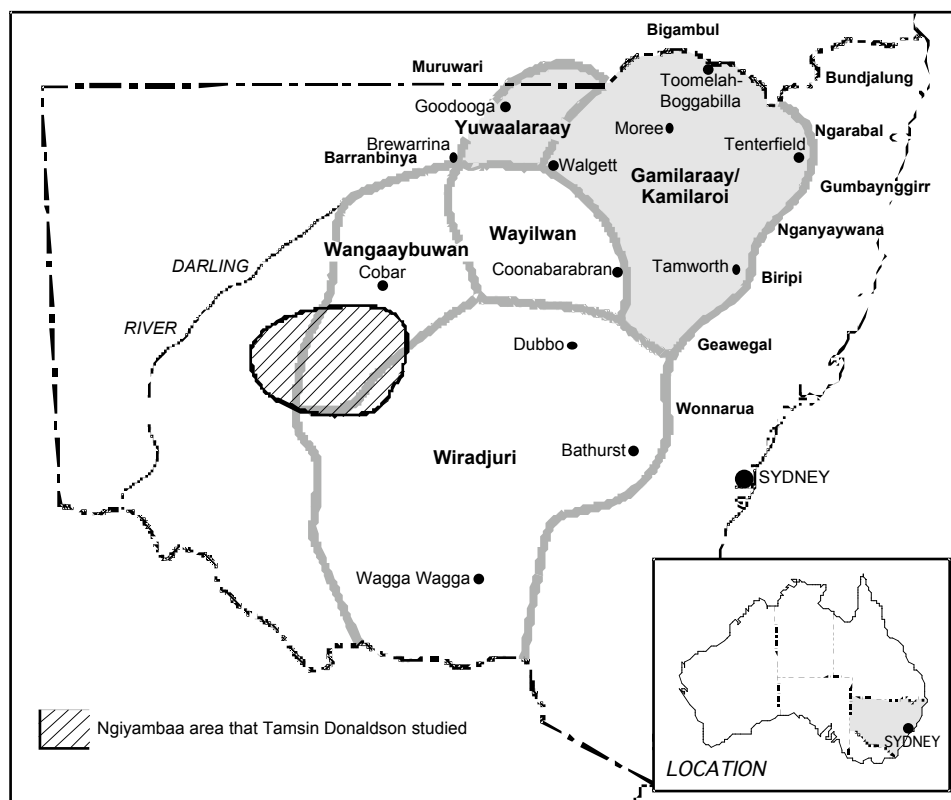 Bigambul
Muruwari
Bundjalung
Toomelah-
Boggabilla
Goodooga
Yuwaalaraay
Moree
Ngarabal
Brewarrina
Tenterfield
Barranbinya
Walgett
Gamilaraay/
Kamilaroi
Gumbaynggirr
Wayilwan
Nganyaywana
Wangaaybuwan
DARLING
Cobar
Coonabarabran
Tamworth
Biripi
RIVER
Dubbo
Geawegal
Wonnarua
Wiradjuri
Bathurst
SYDNEY
Wagga Wagga
Ngiyambaa area that Tamsin Donaldson studied
SYDNEY
LOCATION